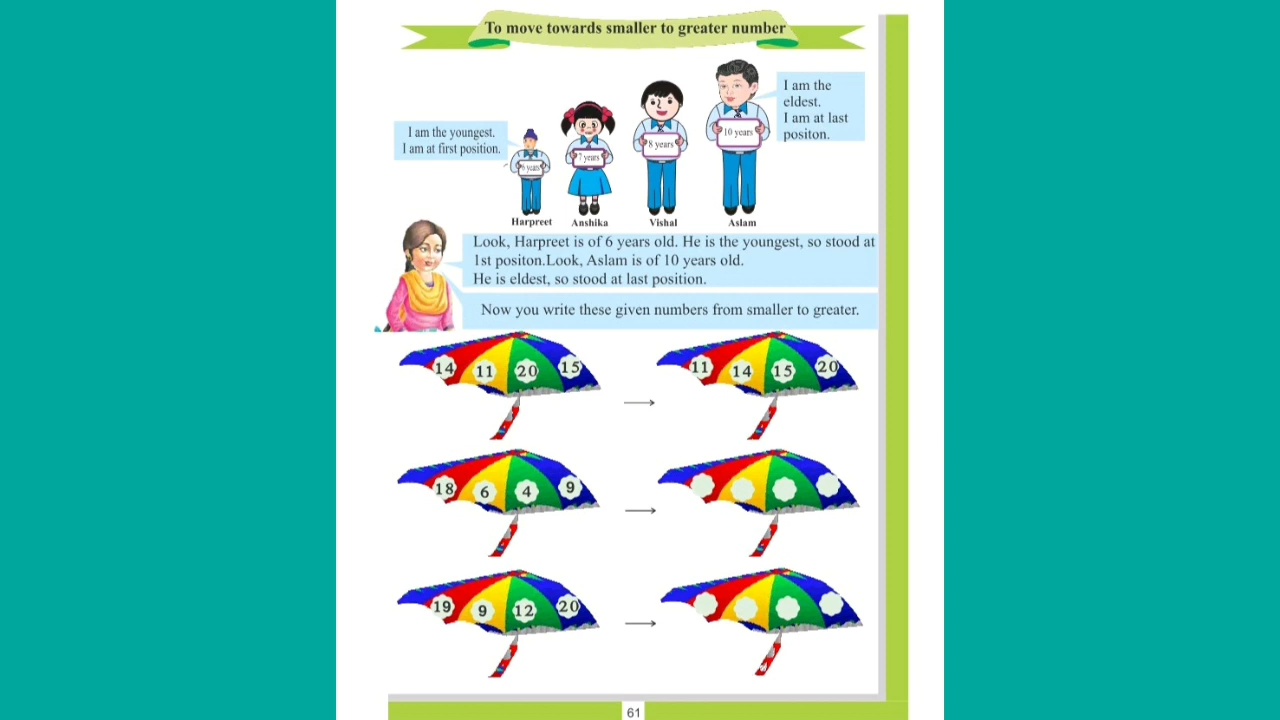 To move towards smaller to greater number
I am the
eldest.
I am at last
positon.
I am the youngest.
I am at first position.
6 years
7 years
8 years
10 years
Harpreet Anshika Vishal Aslam
Look, Harpreet is of 6 years old. He is the youngest, so stood at
1st positon.Look, Aslam is of 10 years old.
He is eldest, so stood at last position.
Now you write these given numbers from smaller to greater.
14 11 20 15 → 11 14 15 20
18 6 4 9 →
19 9 12 20 →
61